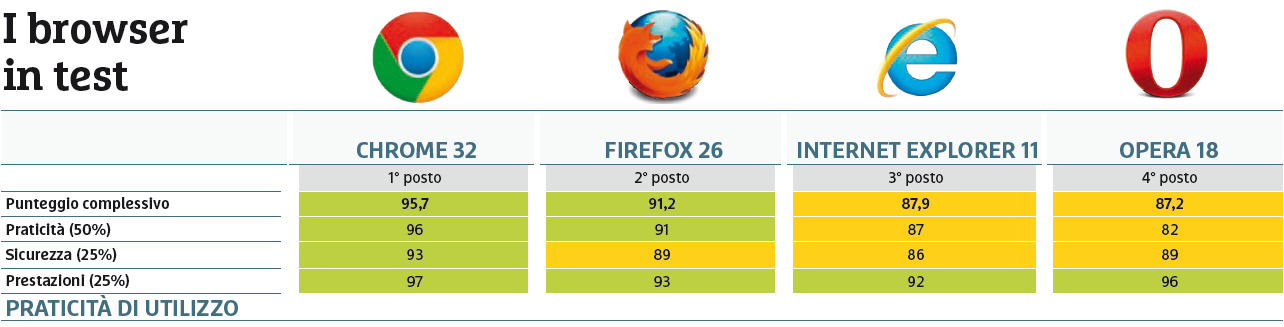 I browser
in test
CHROME 32 FIREFOX 26 INTERNET EXPLORER 11 OPERA 18
1° posto 2° posto 3° posto 4° posto
Punteggio complessivo 95,7 91,2 87,9 87,2
Praticità (50%) 96 91 87 82
Sicurezza (25%) 93 89 86 89
Prestazioni (25%) 97 93 92 96
PRATICITÀ DI UTILIZZO